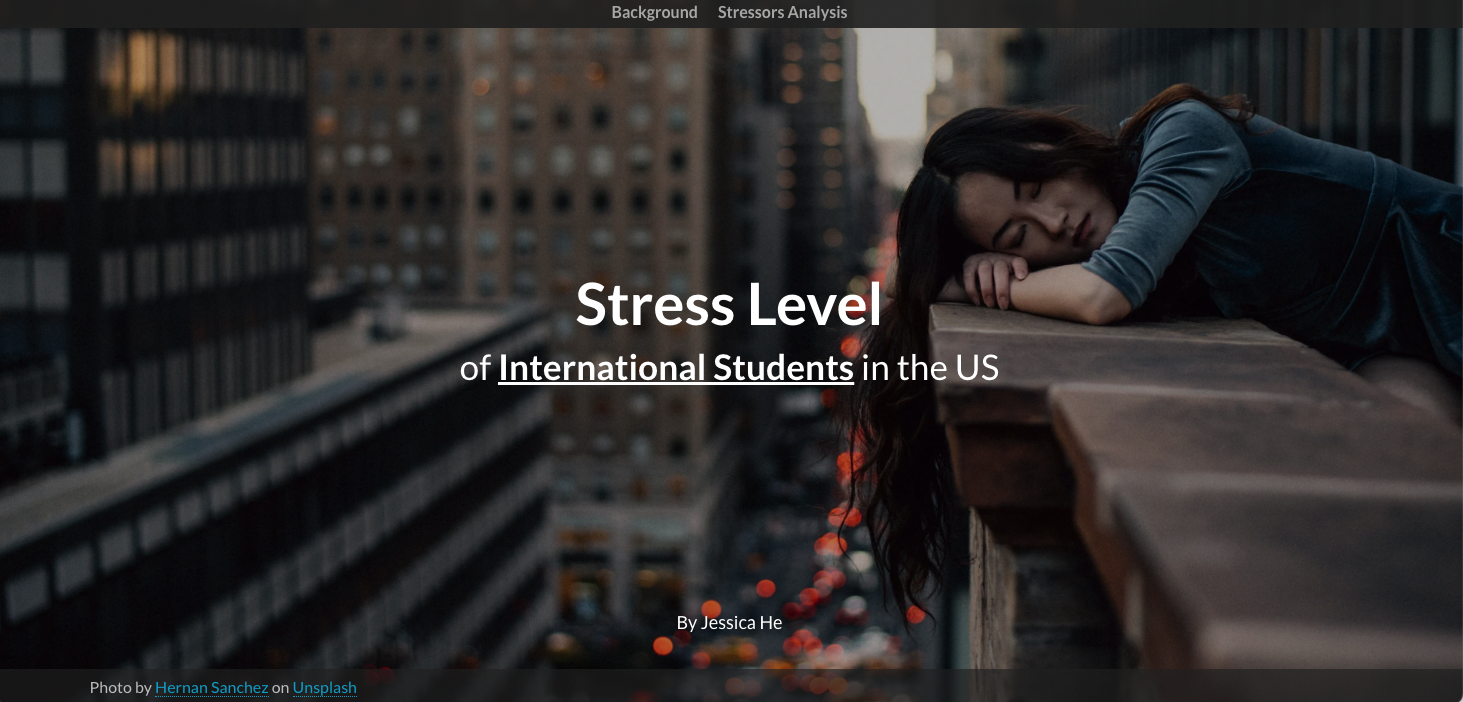 Background Stressors Analysis
Stress Level
of International Students in the US
By Jessica He
Photo by Hernan Sanchez on Unsplash